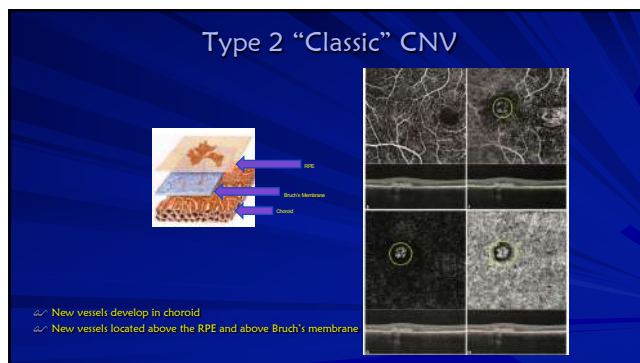 Type 2 “Classic” CNV
RPE
Bruch's Membrane
Choroid
New vessels develop in choroid
New vessels located above the RPE and above Bruch's membrane